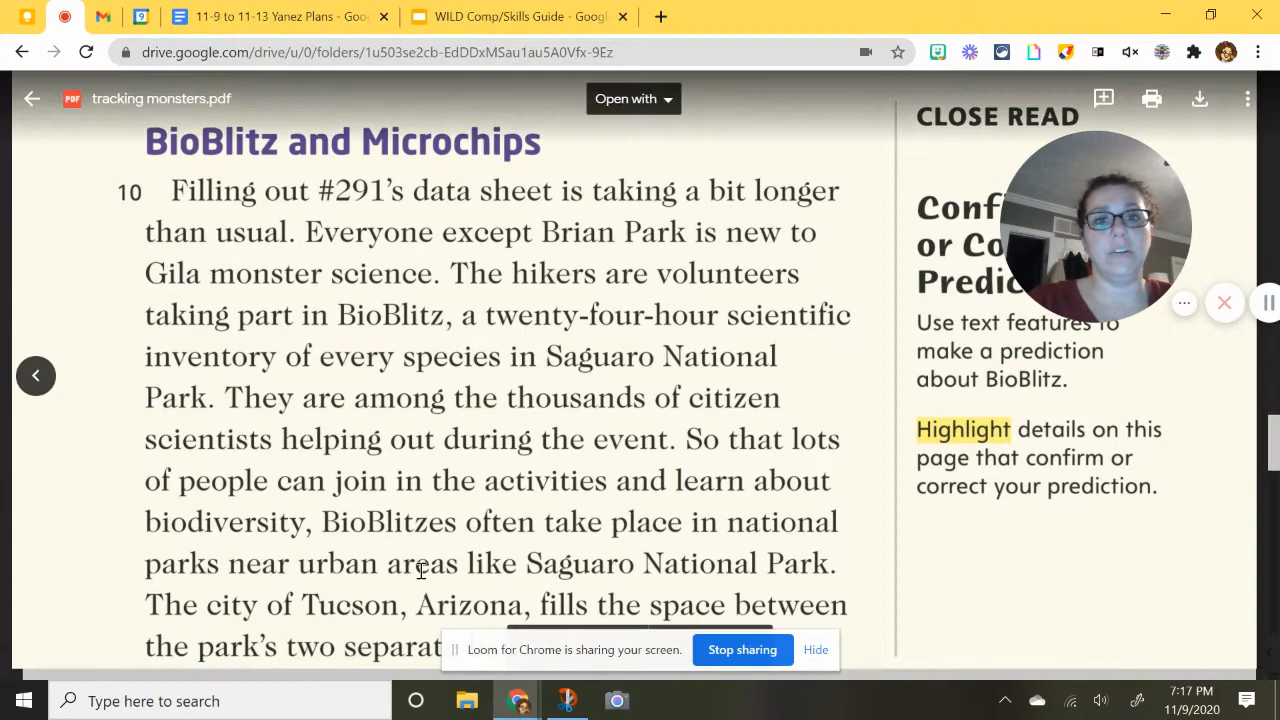 11-9 to 11-13 Yanez Plans - Goo
WILD Comp/Skills Guide - Google
drive.google.com/drive/u/0/folders/1u503se2cb-EdDDxMSau1au5A0Vfx-9Ez
PDF
tracking monsters.pdf
Open with
BioBlitz and Microchips
10 Filling out #291's data sheet is taking a bit longer
than usual. Everyone except Brian Park is new to
Gila monster science. The hikers are volunteers
taking part in BioBlitz, a twenty-four-hour scientific
inventory of every species in Saguaro National
Park. They are among the thousands of citizen
scientists helping out during the event. So that lots
of people can join in the activities and learn about
biodiversity, BioBlitzes often take place in national
parks near urban areas like Saguaro National Park.
The city of Tucson, Arizona, fills the space between
the park's two separat
CLOSE READ
Conf
or Co
Predic
Use text features to
make a prediction
about BioBlitz.
Highlight details on this
page that confirm or
correct your prediction.
Loom for Chrome is sharing your screen.
Stop sharing
Hide
Type here to search
7:17 PM
11/9/2020